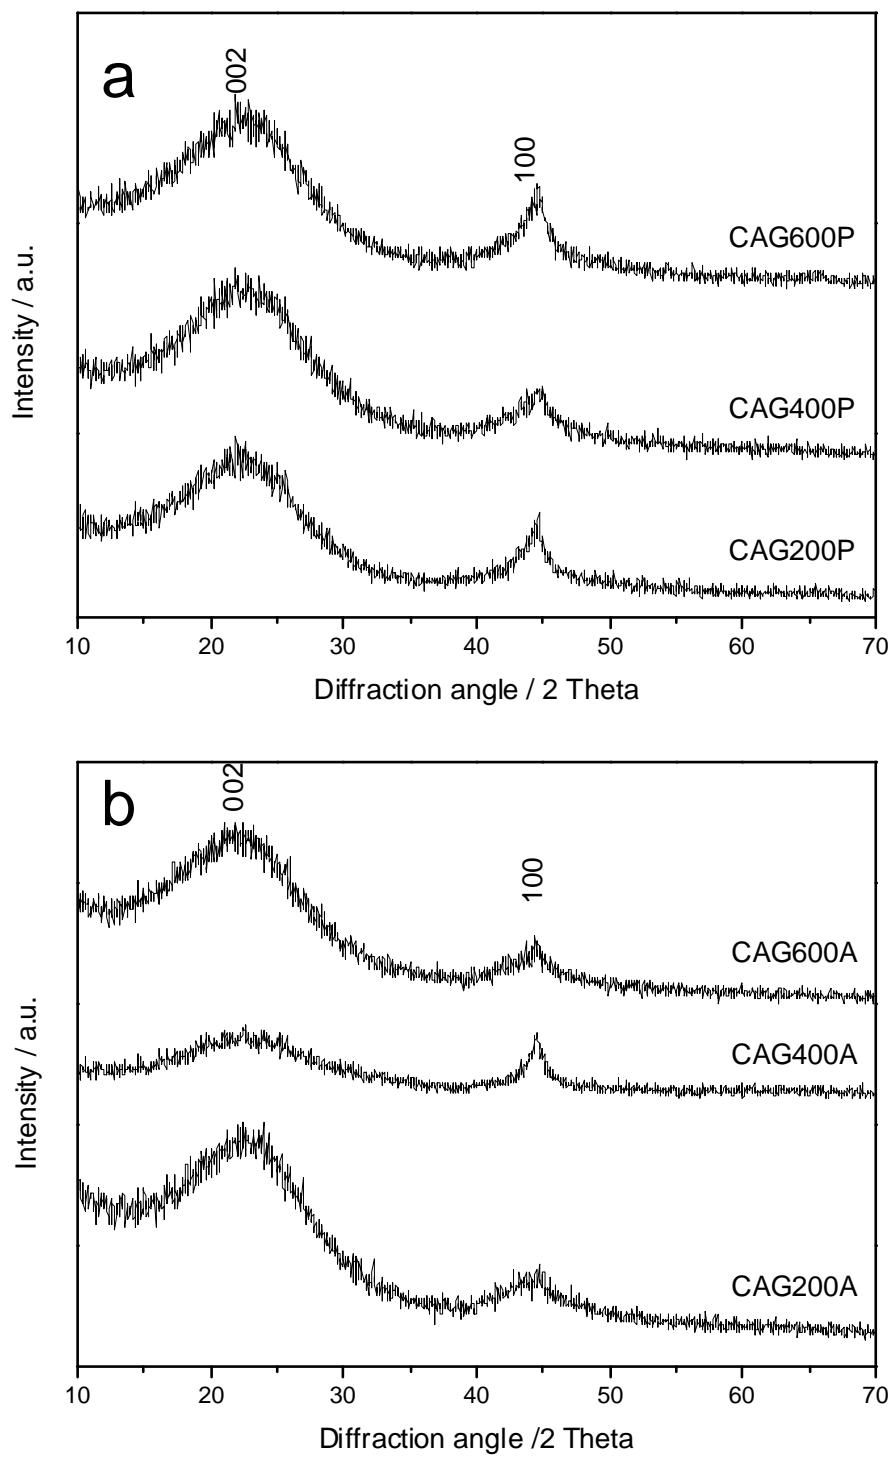 a
002
100
CAG600P
CAG400P
CAG200P
Intensity / a.u.
10 20 30 40 50 60 70
Diffraction angle / 2 Theta
b
002
100
CAG600A
CAG400A
CAG200A
Intensity / a.u.
10 20 30 40 50 60 70
Diffraction angle /2 Theta